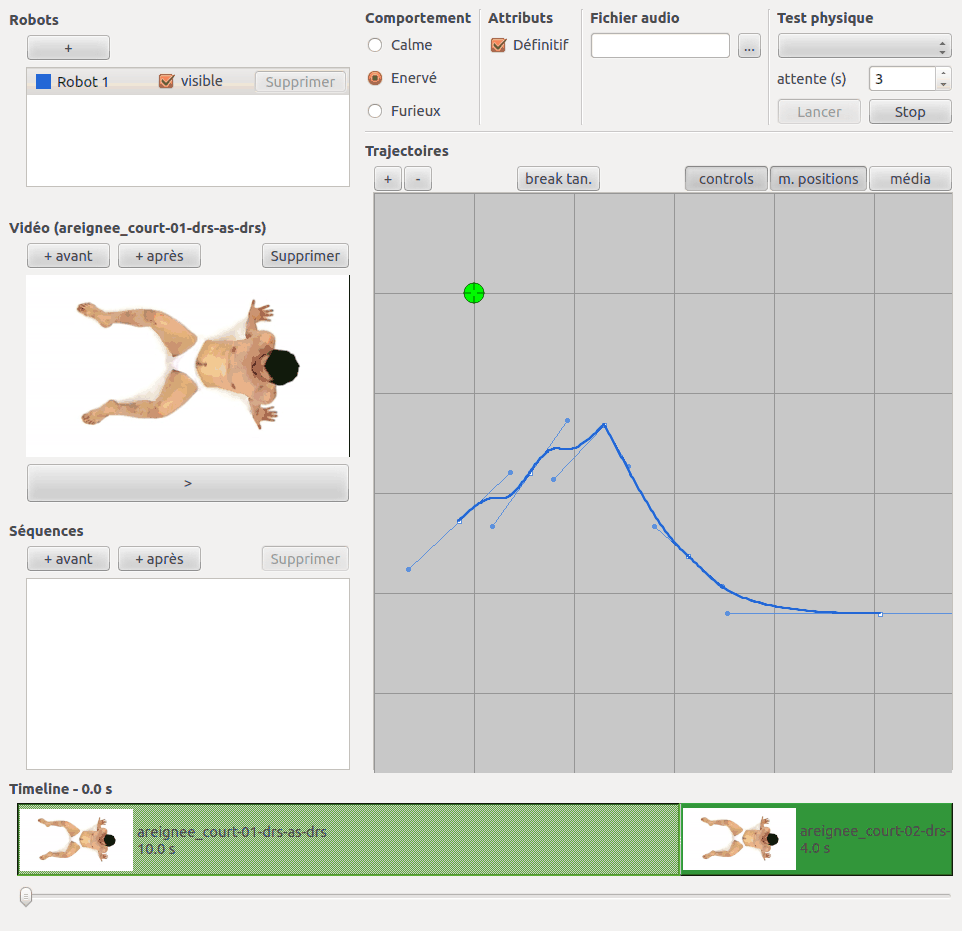 Robots
+
Robot 1 visible Supprimer
Vidéo (areignee_court-01-drs-as-drs)
+ avant + après Supprimer
>
Séquences
+ avant + après Supprimer
Comportement
Calme
Enervé
Furieux
Attributs
Définitif
Fichier audio
...
Test physique
attente (s) 3
Lancer Stop
Trajectoires
+ - break tan. controls m. positions média
Timeline - 0.0 s
areignee_court-01-drs-as-drs
10.0 s
areignee_court-02-drs-
4.0 s